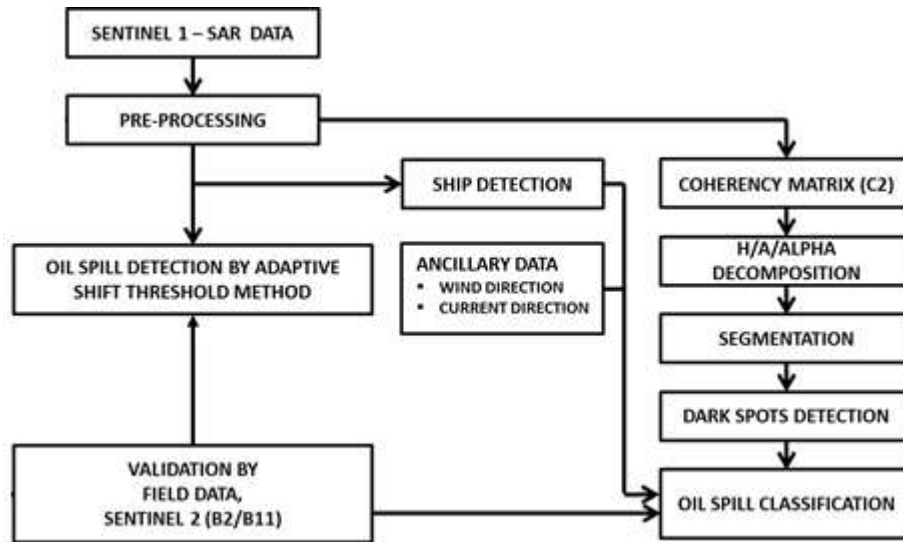 SENTINEL 1 – SAR DATA
PRE-PROCESSING
SHIP DETECTION
COHERENCY MATRIX (C2)
OIL SPILL DETECTION BY ADAPTIVE
SHIFT THRESHOLD METHOD
ANCILLARY DATA
▪ WIND DIRECTION
▪ CURRENT DIRECTION
H/A/ALPHA
DECOMPOSITION
SEGMENTATION
DARK SPOTS DETECTION
VALIDATION BY
FIELD DATA,
SENTINEL 2 (B2/B11)
OIL SPILL CLASSIFICATION